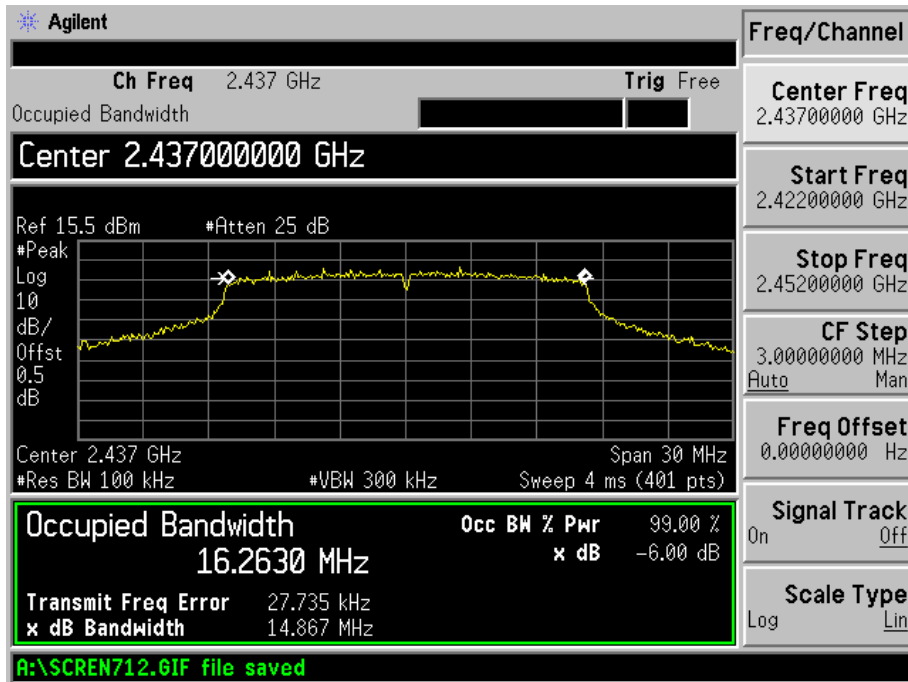 Agilent
Freq/Channel
Ch Freq 2.437 GHz Trig Free
Occupied Bandwidth
Center 2.437000000 GHz
Ref 15.5 dBm #Atten 25 dB
#Peak
Log
10
dB/
Offst
0.5
dB
Center 2.437 GHz Span 30 MHz
#Res BW 100 kHz #VBW 300 kHz Sweep 4 ms (401 pts)
Occupied Bandwidth Occ BW % Pwr 99.00 %
16.2630 MHz x dB -6.00 dB
Transmit Freq Error 27.735 kHz
x dB Bandwidth 14.867 MHz
A:\SCREN712.GIF file saved
Center Freq
2.43700000 GHz
Start Freq
2.42200000 GHz
Stop Freq
2.45200000 GHz
CF Step
3.00000000 MHz
Auto Man
Freq Offset
0.00000000 Hz
Signal Track
On Off
Scale Type
Log Lin